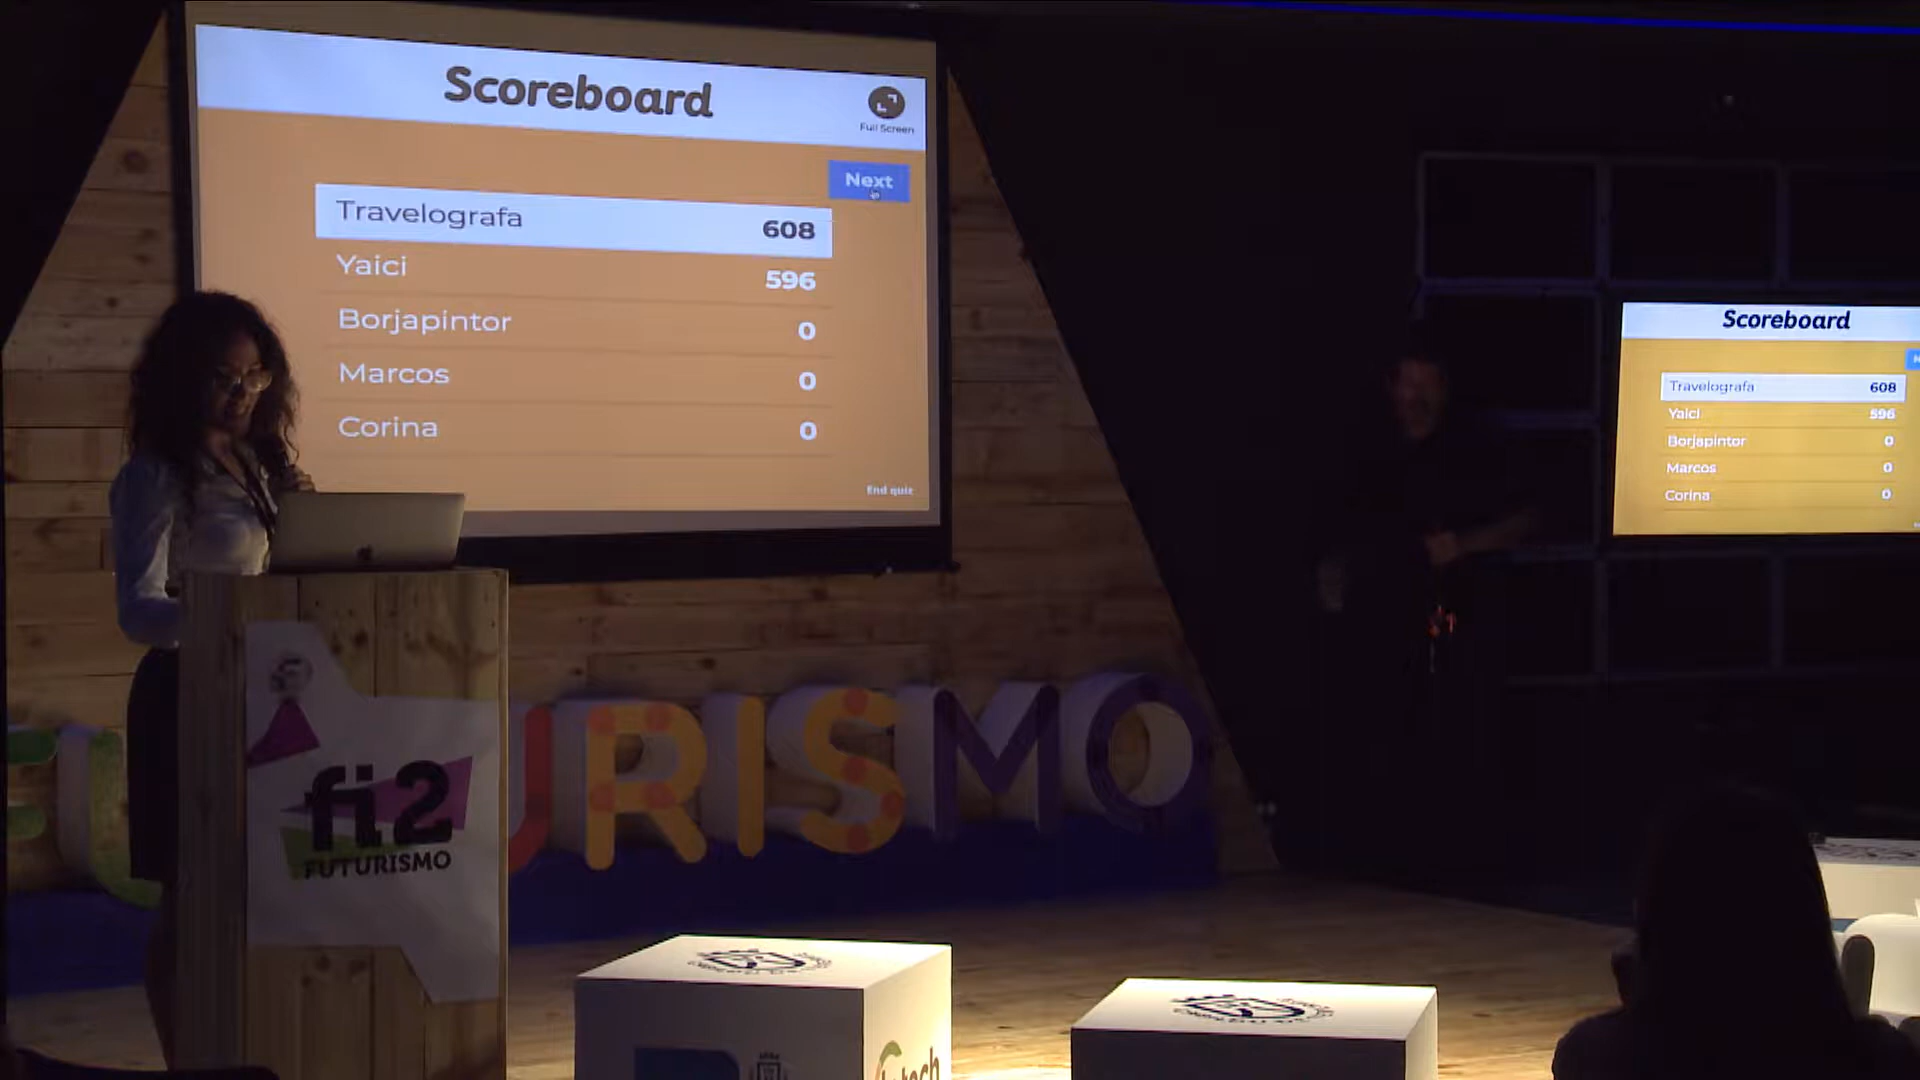 Scoreboard
Full Screen
Next
Travelografa 608
Yaici 596
Borjapintor 0
Marcos 0
Corina 0
End quiz
Scoreboard
Travelografa 608
Yaici 596
Borjapintor 0
Marcos 0
Corina 0
URISMO
fi2
FUTURISMO